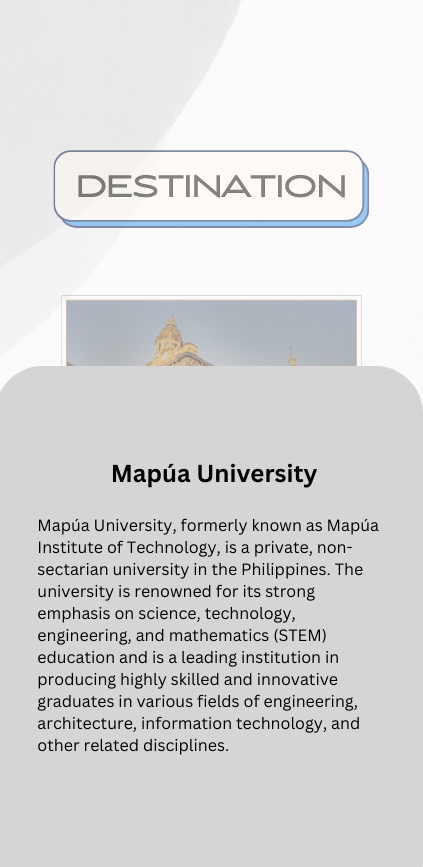 DESTINATION
Mapúa University
Mapúa University, formerly known as Mapúa
Institute of Technology, is a private, non-
sectarian university in the Philippines. The
university is renowned for its strong
emphasis on science, technology,
engineering, and mathematics (STEM)
education and is a leading institution in
producing highly skilled and innovative
graduates in various fields of engineering,
architecture, information technology, and
other related disciplines.